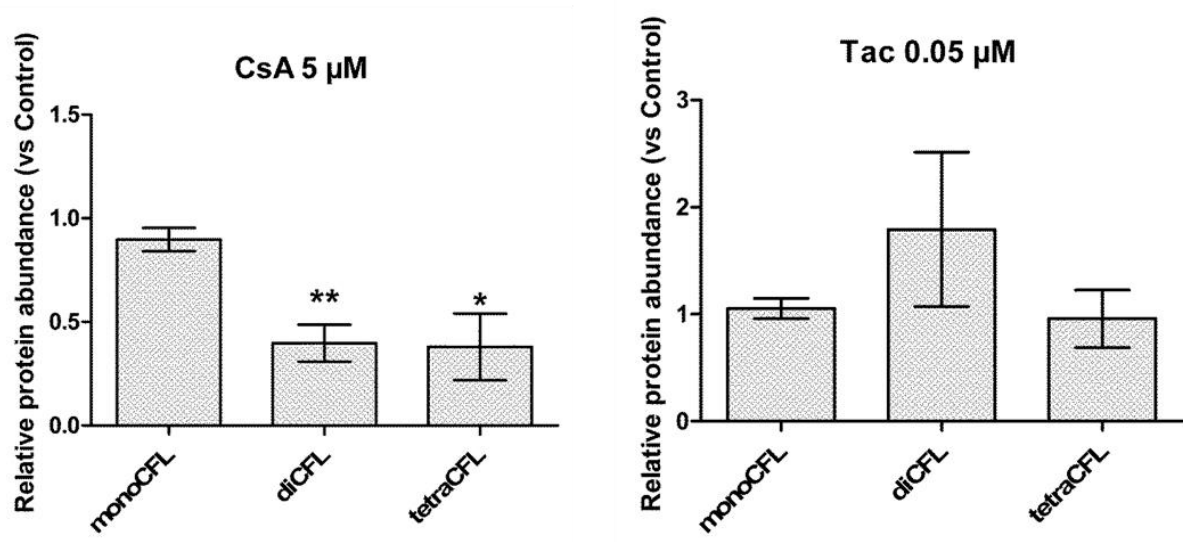 CsA 5 µM
Relative protein abundance (vs Control)
1.5
1.0
0.5
0.0
**
*
monoCFL
diCFL
tetraCFL
Tac 0.05 µM
Relative protein abundance (vs Control)
3
2
1
0
monoCFL
diCFL
tetraCFL